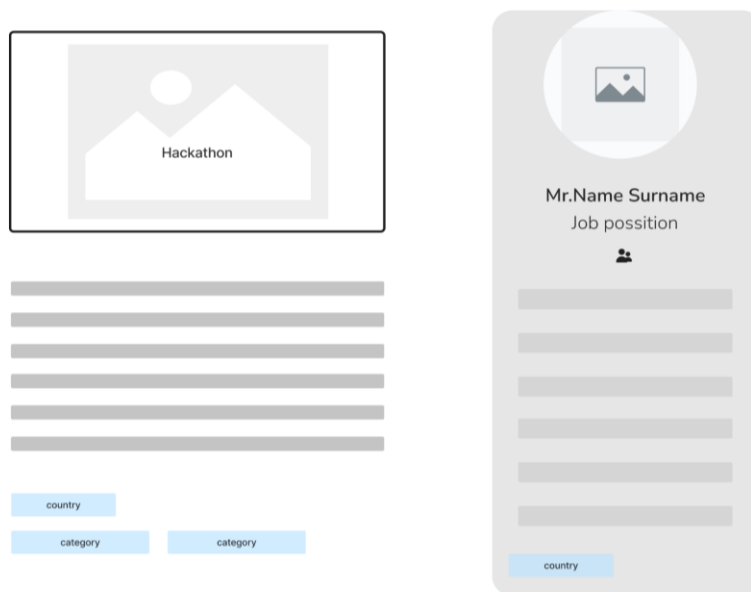 Hackathon
country
category
category
Mr.Name Surname
Job possition
country